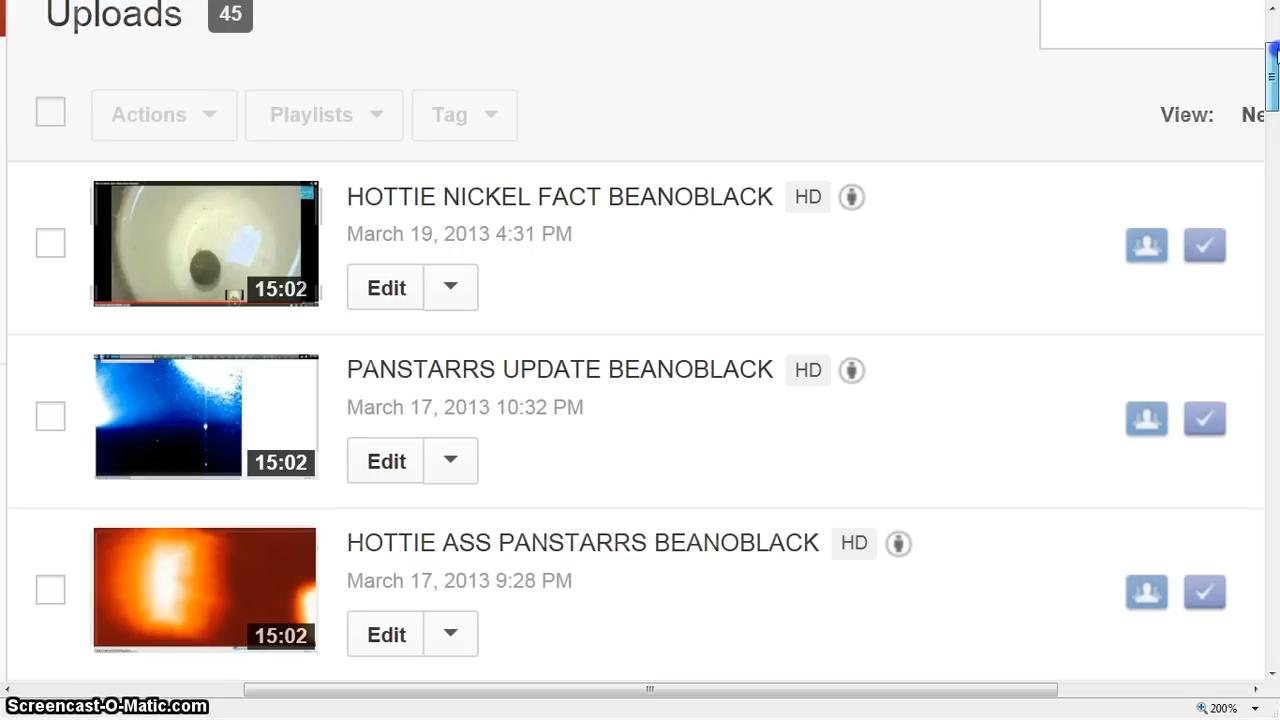 Uploads 45
Actions Playlists Tag View: Ne
HOTTIE NICKEL FACT BEANOBLACK HD
March 19, 2013 4:31 PM
15:02 Edit
PANSTARRS UPDATE BEANOBLACK HD
March 17, 2013 10:32 PM
15:02 Edit
HOTTIE ASS PANSTARRS BEANOBLACK HD
March 17, 2013 9:28 PM
15:02 Edit
Screencast-O-Matic.com 200%